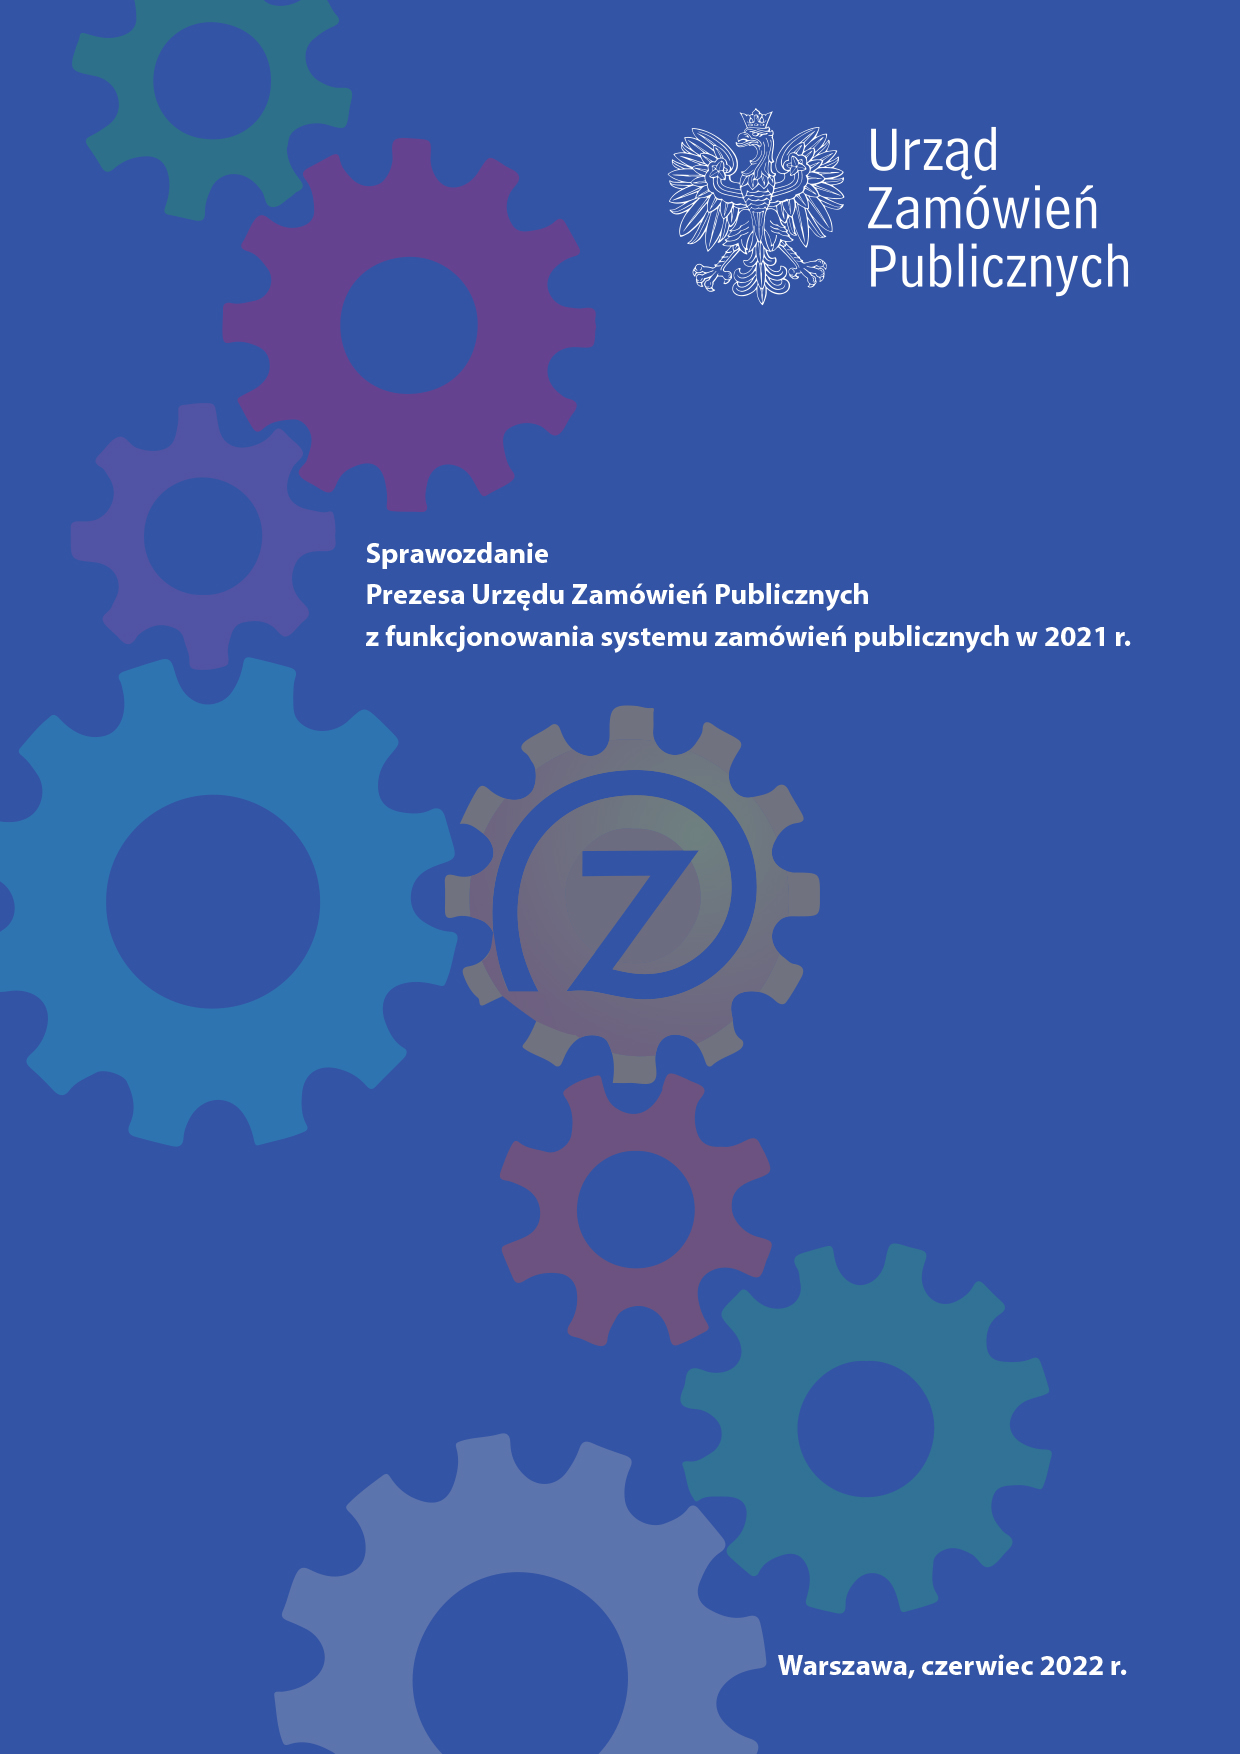 Urząd
Zamówień
Publicznych
Sprawozdanie
Prezesa Urzędu Zamówień Publicznych
z funkcjonowania systemu zamówień publicznych w 2021 r.
Z
Warszawa, czerwiec 2022 r.